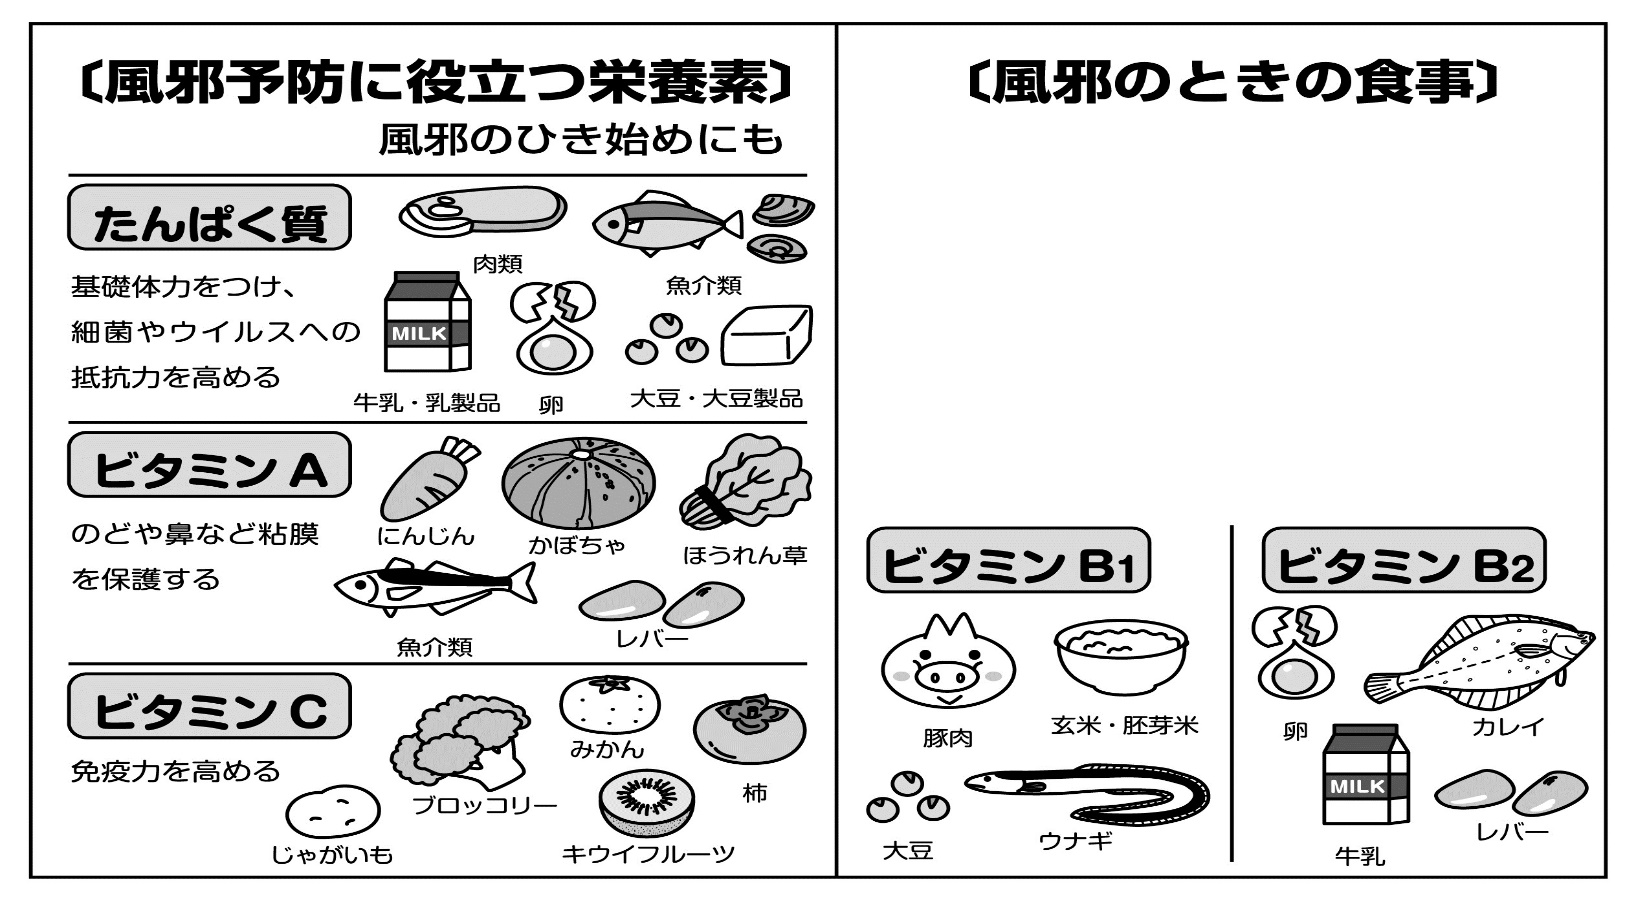 〔風邪予防に役立つ栄養素〕
風邪のひき始めにも
たんぱく質
基礎体力をつけ、
細菌やウイルスへの
抵抗力を高める
肉類
魚介類
MILK
牛乳・乳製品
卵
大豆・大豆製品
ビタミンA
のどや鼻など粘膜
を保護する
にんじん
かぼちゃ
ほうれん草
魚介類
レバー
ビタミンC
免疫力を高める
じゃがいも
ブロッコリー
みかん
キウイフルーツ
柿
〔風邪のときの食事〕
ビタミンB1
豚肉
玄米・胚芽米
大豆
ウナギ
ビタミンB2
卵
カレイ
MILK
牛乳
レバー